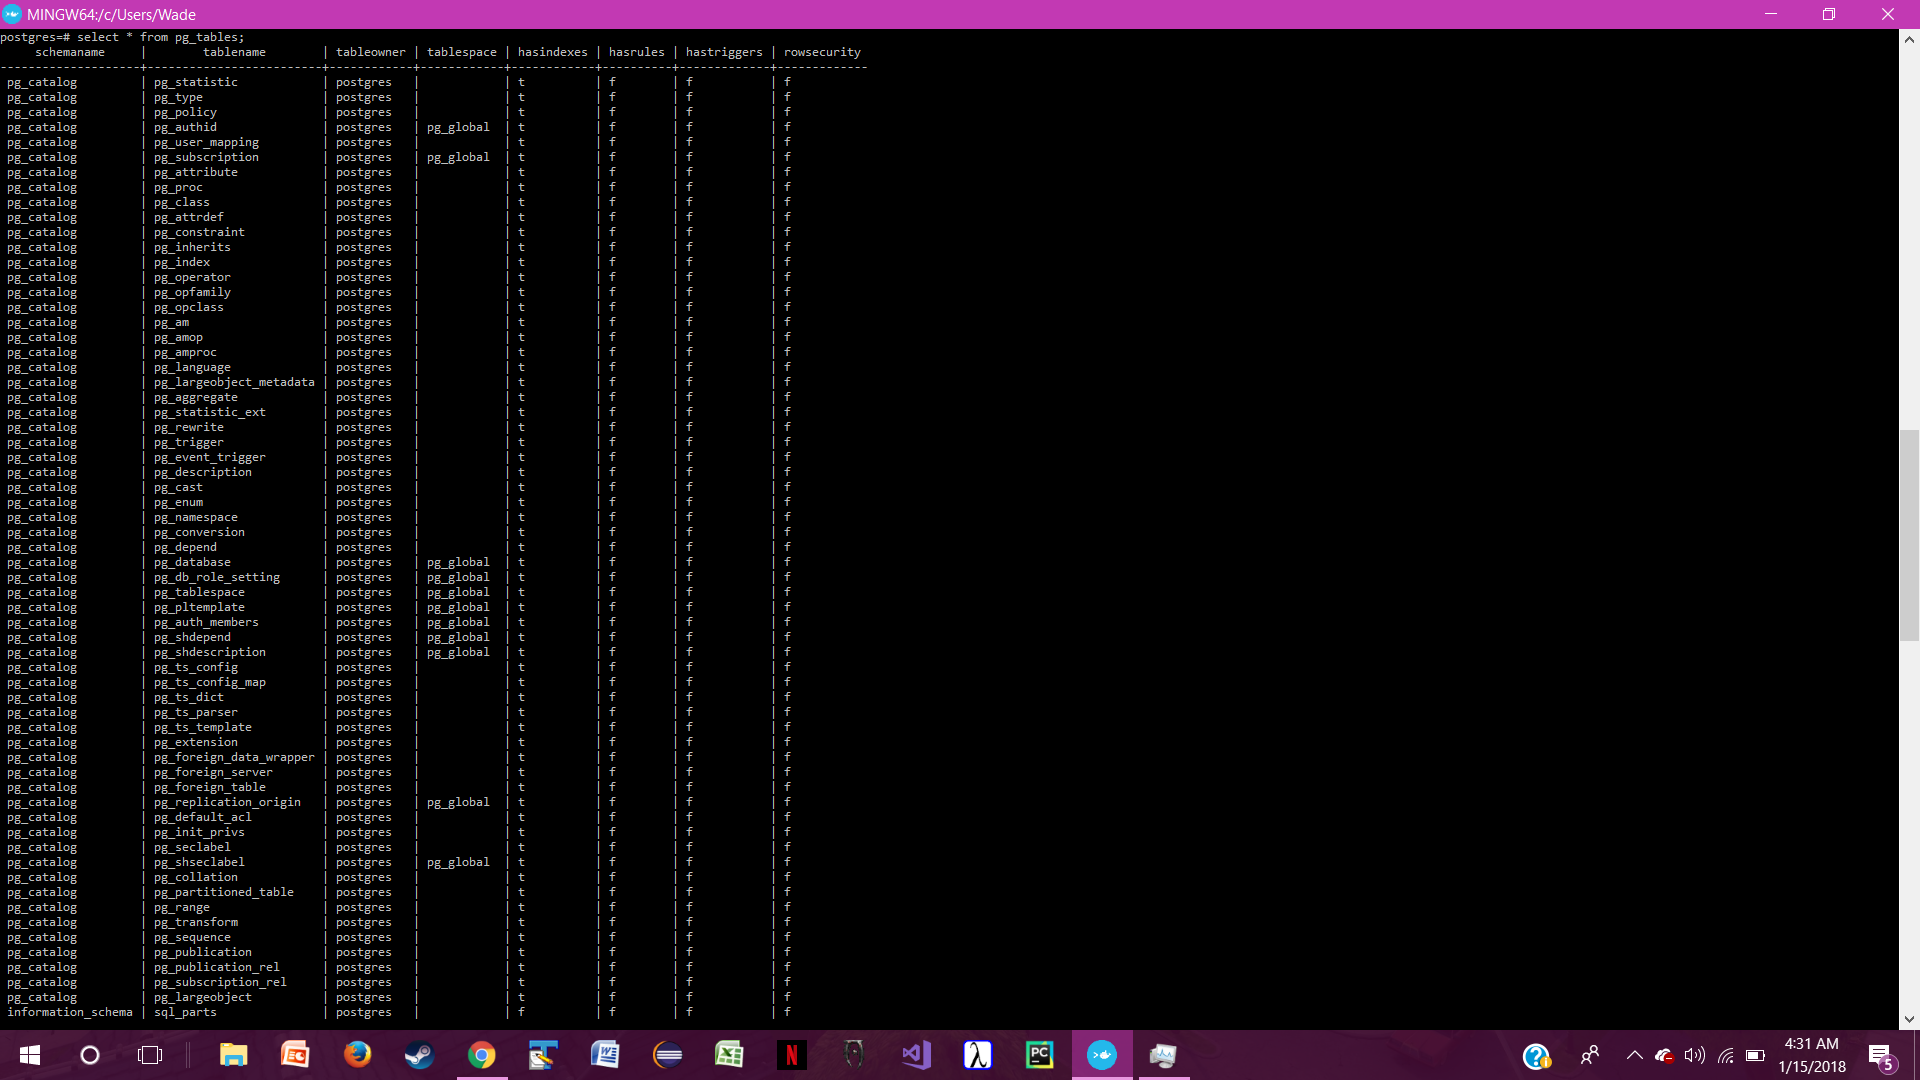 MINGW64:/c/Users/Wade
postgres=# select * from pg_tables;
schemaname | tablename | tableowner | tablespace | hasindexes | hasrules | hastriggers | rowsecurity
--------------------+-------------------------+------------+------------+------------+----------+-------------+-------------
pg_catalog | pg_statistic | postgres | | t | f | f | f
pg_catalog | pg_type | postgres | | t | f | f | f
pg_catalog | pg_policy | postgres | | t | f | f | f
pg_catalog | pg_authid | postgres | pg_global | t | f | f | f
pg_catalog | pg_user_mapping | postgres | | t | f | f | f
pg_catalog | pg_subscription | postgres | pg_global | t | f | f | f
pg_catalog | pg_attribute | postgres | | t | f | f | f
pg_catalog | pg_proc | postgres | | t | f | f | f
pg_catalog | pg_class | postgres | | t | f | f | f
pg_catalog | pg_attrdef | postgres | | t | f | f | f
pg_catalog | pg_constraint | postgres | | t | f | f | f
pg_catalog | pg_inherits | postgres | | t | f | f | f
pg_catalog | pg_index | postgres | | t | f | f | f
pg_catalog | pg_operator | postgres | | t | f | f | f
pg_catalog | pg_opfamily | postgres | | t | f | f | f
pg_catalog | pg_opclass | postgres | | t | f | f | f
pg_catalog | pg_am | postgres | | t | f | f | f
pg_catalog | pg_amop | postgres | | t | f | f | f
pg_catalog | pg_amproc | postgres | | t | f | f | f
pg_catalog | pg_language | postgres | | t | f | f | f
pg_catalog | pg_largeobject_metadata | postgres | | t | f | f | f
pg_catalog | pg_aggregate | postgres | | t | f | f | f
pg_catalog | pg_statistic_ext | postgres | | t | f | f | f
pg_catalog | pg_rewrite | postgres | | t | f | f | f
pg_catalog | pg_trigger | postgres | | t | f | f | f
pg_catalog | pg_event_trigger | postgres | | t | f | f | f
pg_catalog | pg_description | postgres | | t | f | f | f
pg_catalog | pg_cast | postgres | | t | f | f | f
pg_catalog | pg_enum | postgres | | t | f | f | f
pg_catalog | pg_namespace | postgres | | t | f | f | f
pg_catalog | pg_conversion | postgres | | t | f | f | f
pg_catalog | pg_depend | postgres | | t | f | f | f
pg_catalog | pg_database | postgres | pg_global | t | f | f | f
pg_catalog | pg_db_role_setting | postgres | pg_global | t | f | f | f
pg_catalog | pg_tablespace | postgres | pg_global | t | f | f | f
pg_catalog | pg_pltemplate | postgres | pg_global | t | f | f | f
pg_catalog | pg_auth_members | postgres | pg_global | t | f | f | f
pg_catalog | pg_shdepend | postgres | pg_global | t | f | f | f
pg_catalog | pg_shdescription | postgres | pg_global | t | f | f | f
pg_catalog | pg_ts_config | postgres | | t | f | f | f
pg_catalog | pg_ts_config_map | postgres | | t | f | f | f
pg_catalog | pg_ts_dict | postgres | | t | f | f | f
pg_catalog | pg_ts_parser | postgres | | t | f | f | f
pg_catalog | pg_ts_template | postgres | | t | f | f | f
pg_catalog | pg_extension | postgres | | t | f | f | f
pg_catalog | pg_foreign_data_wrapper | postgres | | t | f | f | f
pg_catalog | pg_foreign_server | postgres | | t | f | f | f
pg_catalog | pg_foreign_table | postgres | | t | f | f | f
pg_catalog | pg_replication_origin | postgres | pg_global | t | f | f | f
pg_catalog | pg_default_acl | postgres | | t | f | f | f
pg_catalog | pg_init_privs | postgres | | t | f | f | f
pg_catalog | pg_seclabel | postgres | | t | f | f | f
pg_catalog | pg_shseclabel | postgres | pg_global | t | f | f | f
pg_catalog | pg_collation | postgres | | t | f | f | f
pg_catalog | pg_partitioned_table | postgres | | t | f | f | f
pg_catalog | pg_range | postgres | | t | f | f | f
pg_catalog | pg_transform | postgres | | t | f | f | f
pg_catalog | pg_sequence | postgres | | t | f | f | f
pg_catalog | pg_publication | postgres | | t | f | f | f
pg_catalog | pg_publication_rel | postgres | | t | f | f | f
pg_catalog | pg_subscription_rel | postgres | | t | f | f | f
pg_catalog | pg_largeobject | postgres | | t | f | f | f
information_schema | sql_parts | postgres | | f | f | f | f
N
λ
PC
4:31 AM
1/15/2018
5